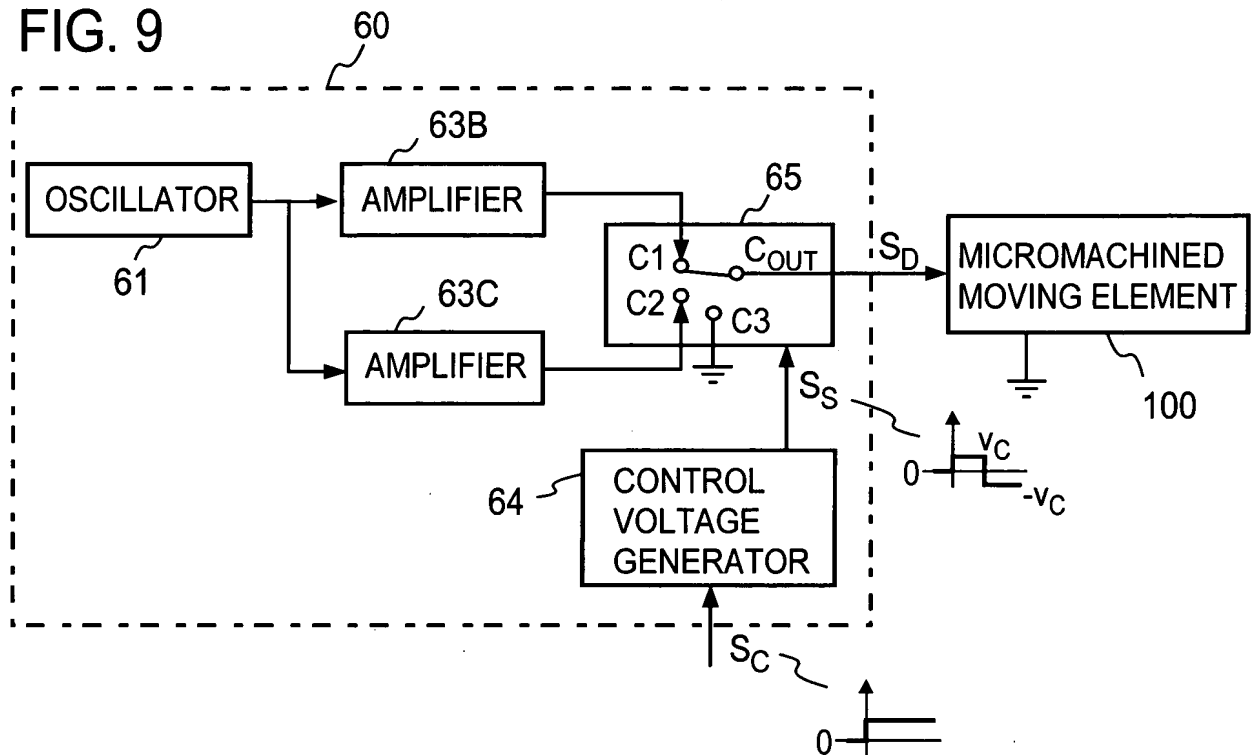 FIG. 9
60
63B
OSCILLATOR
AMPLIFIER
65
61
C1
COUT
SD
MICROMACHINED
MOVING ELEMENT
63C
C2
C3
AMPLIFIER
SS
100
vC
0
-vC
64
CONTROL
VOLTAGE
GENERATOR
SC
0